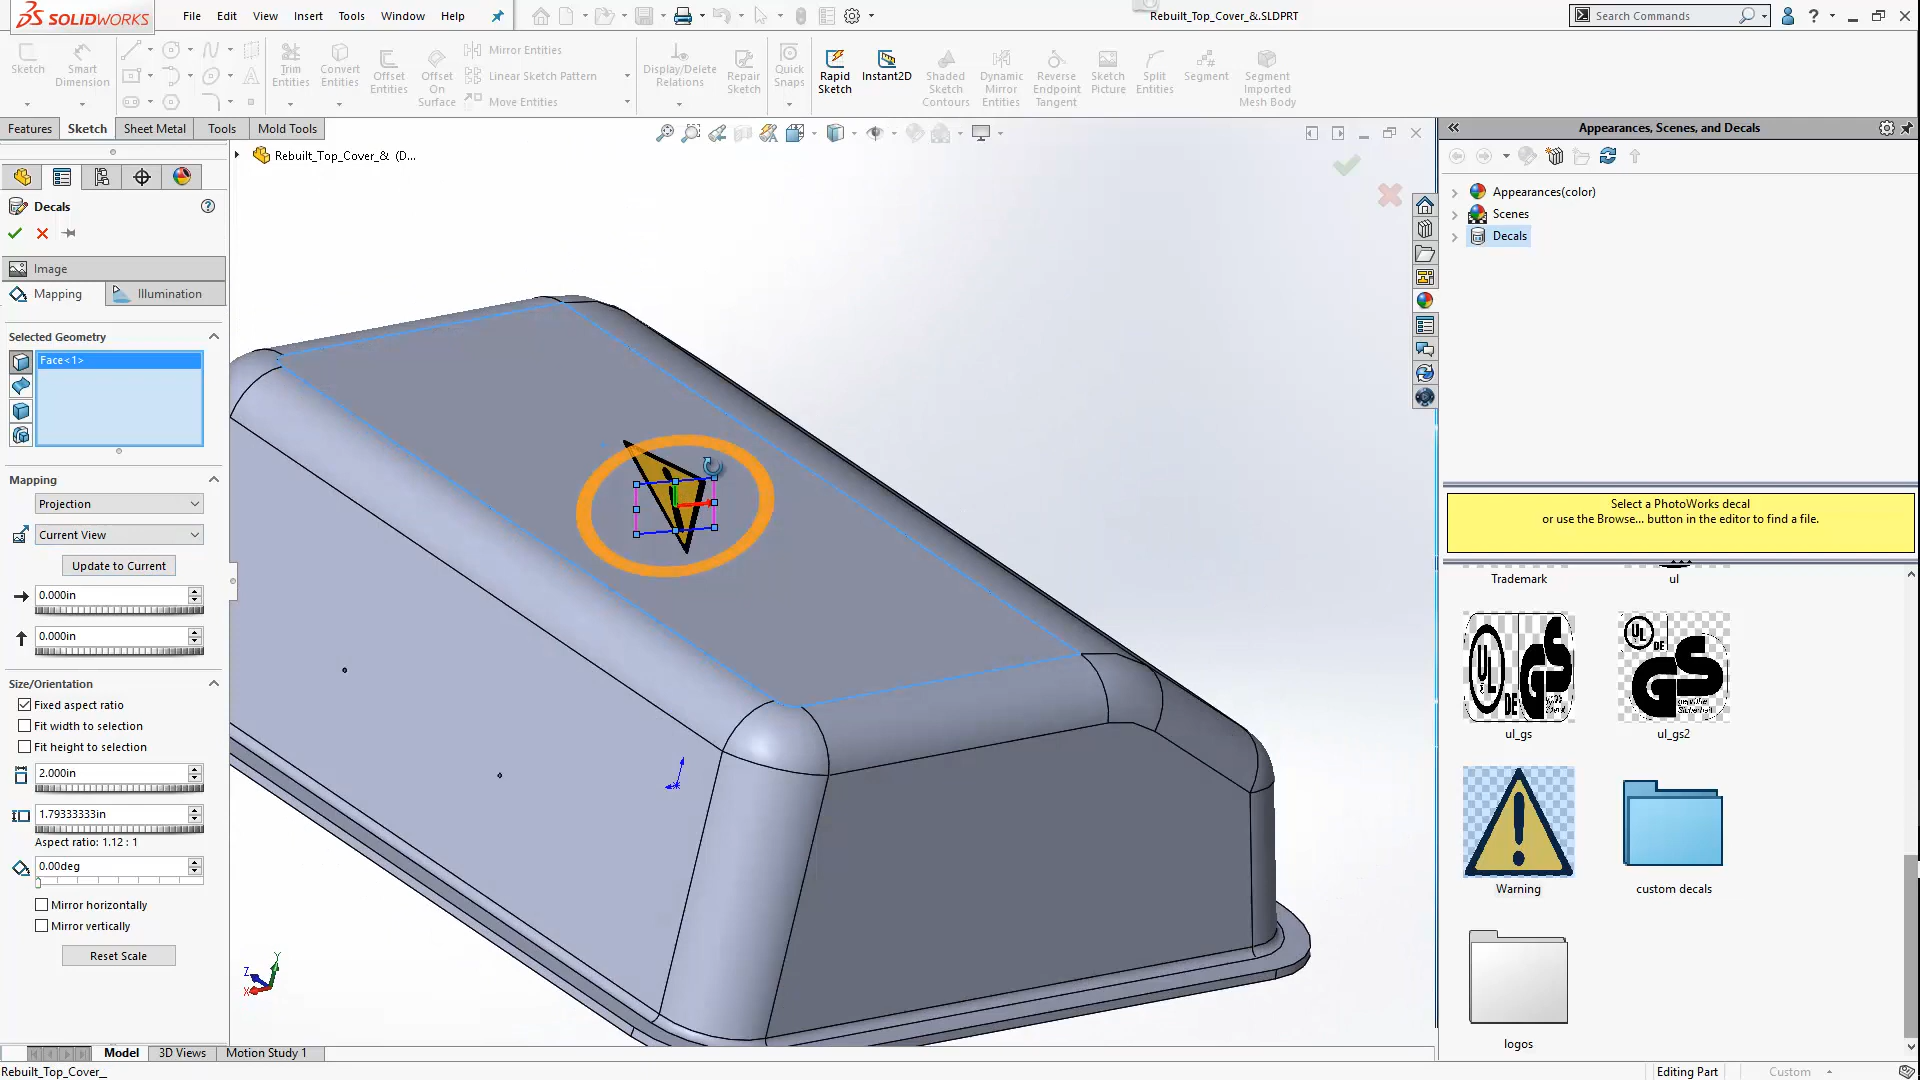 SOLIDWORKS
File Edit View Insert Tools Window Help
Rebuilt_Top_Cover_&.SLDPRT
Search Commands
Sketch
Smart Dimension
Trim Entities
Convert Entities
Offset Entities
Offset On Surface
Mirror Entities
Linear Sketch Pattern
Move Entities
Display/Delete Relations
Repair Sketch
Quick Snaps
Rapid Sketch
Instant2D
Shaded Sketch Contours
Dynamic Mirror Entities
Reverse Endpoint Tangent
Sketch Picture
Split Entities
Segment
Segment Imported Mesh Body
Features Sketch Sheet Metal Tools Mold Tools
Rebuilt_Top_Cover_& (D...
Decals
Image
Mapping Illumination
Selected Geometry
Face<1>
Mapping
Projection
Current View
Update to Current
0.000in
0.000in
Size/Orientation
Fixed aspect ratio
Fit width to selection
Fit height to selection
2.000in
1.79333333in
Aspect ratio: 1.12 : 1
0.00deg
Mirror horizontally
Mirror vertically
Reset Scale
Y
Z
X
Appearances, Scenes, and Decals
Appearances(color)
Scenes
Decals
Select a PhotoWorks decal
or use the Browse... button in the editor to find a file.
Trademark ul
UL DE GS
UL DE GS
ul_gs ul_gs2
Warning custom decals
logos
Model 3D Views Motion Study 1
Rebuilt_Top_Cover_
Editing Part Custom